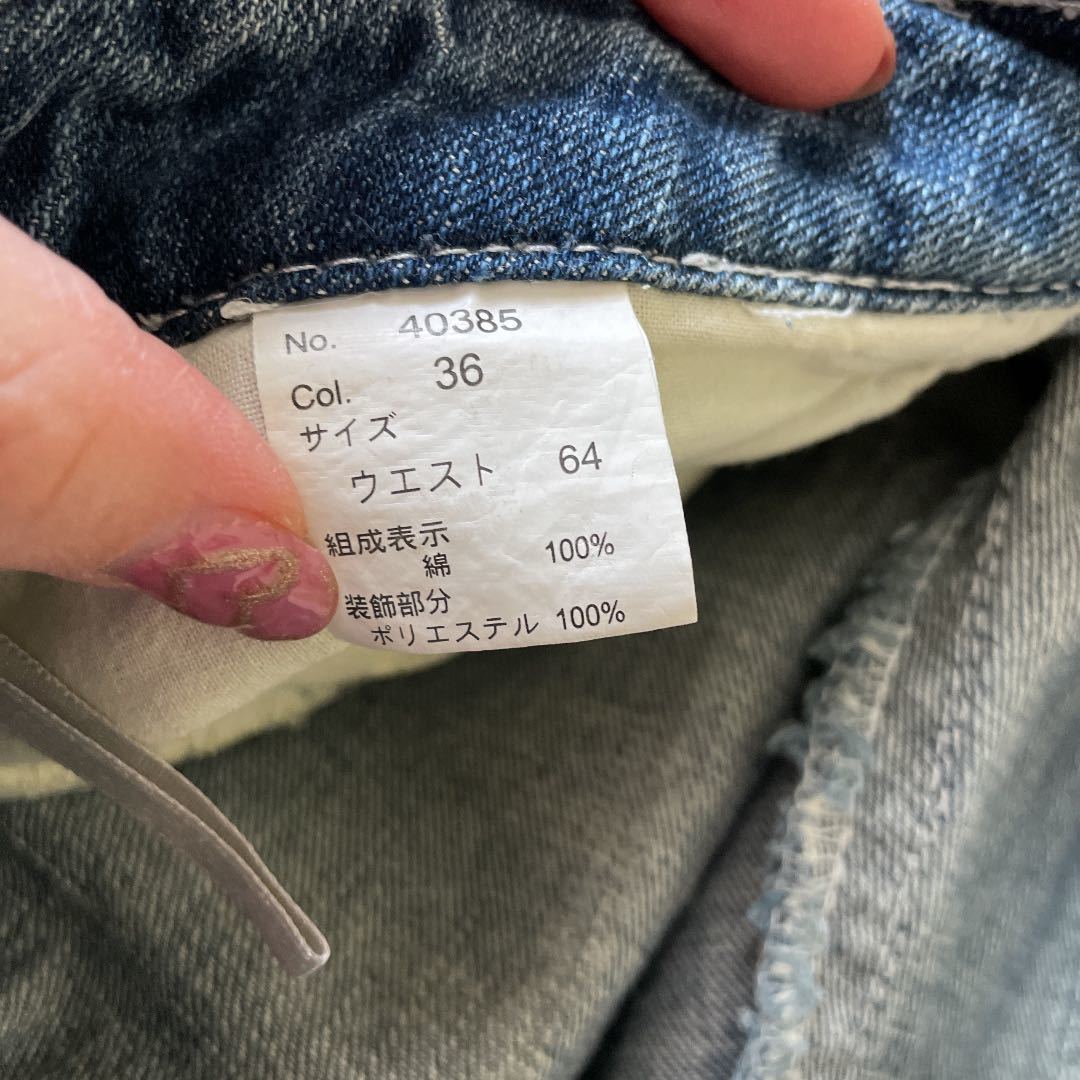 No. 40385
Col. 36
サイズ
ウエスト 64
組成表示
綿 100%
装飾部分
ポリエステル 100%